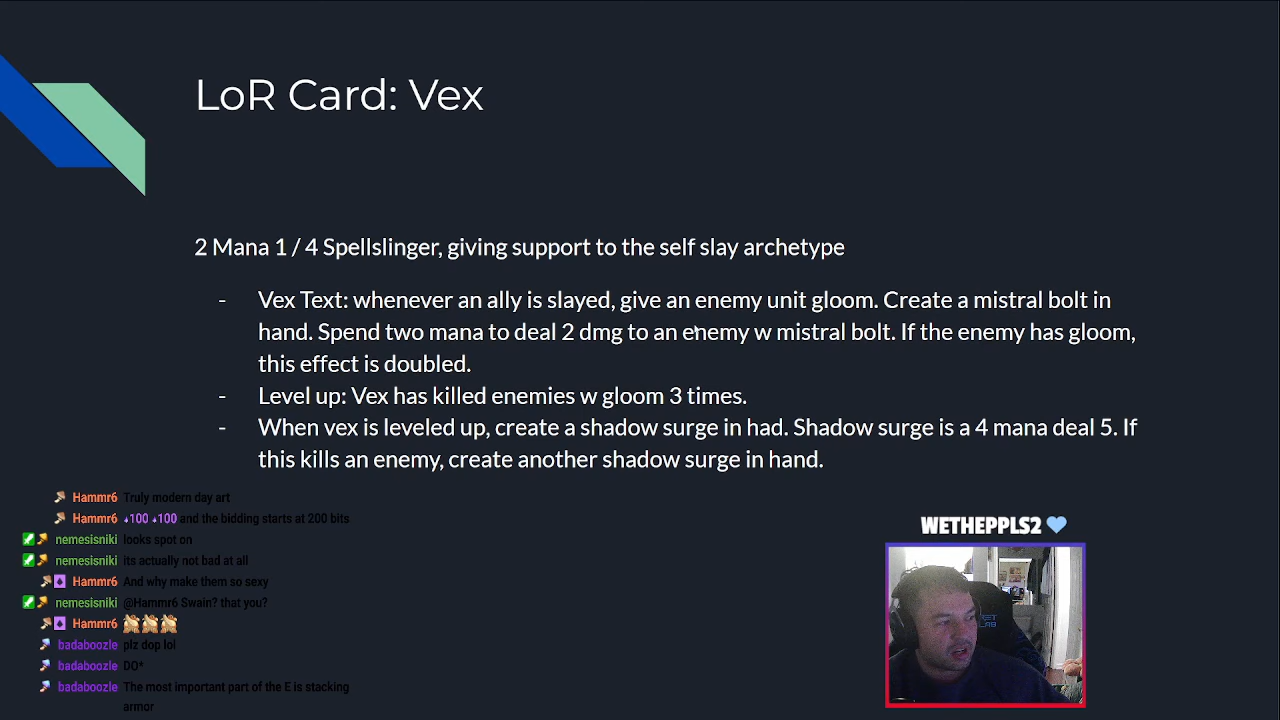 LoR Card: Vex
2 Mana 1 / 4 Spellslinger, giving support to the self slay archetype
- Vex Text: whenever an ally is slayed, give an enemy unit gloom. Create a mistral bolt in
hand. Spend two mana to deal 2 dmg to an enemy w mistral bolt. If the enemy has gloom,
this effect is doubled.
- Level up: Vex has killed enemies w gloom 3 times.
- When vex is leveled up, create a shadow surge in had. Shadow surge is a 4 mana deal 5. If
this kills an enemy, create another shadow surge in hand.
Hammr6 Truly modern day art
Hammr6 100 100 and the bidding starts at 200 bits
nemesisniki looks spot on
nemesisniki its actually not bad at all
Hammr6 And why make them so sexy
nemesisniki @Hammr6 Swain? that you?
Hammr6
badaboozle plz dop lol
badaboozle DO*
badaboozle The most important part of the E is stacking
armor
WETHEPPLS2